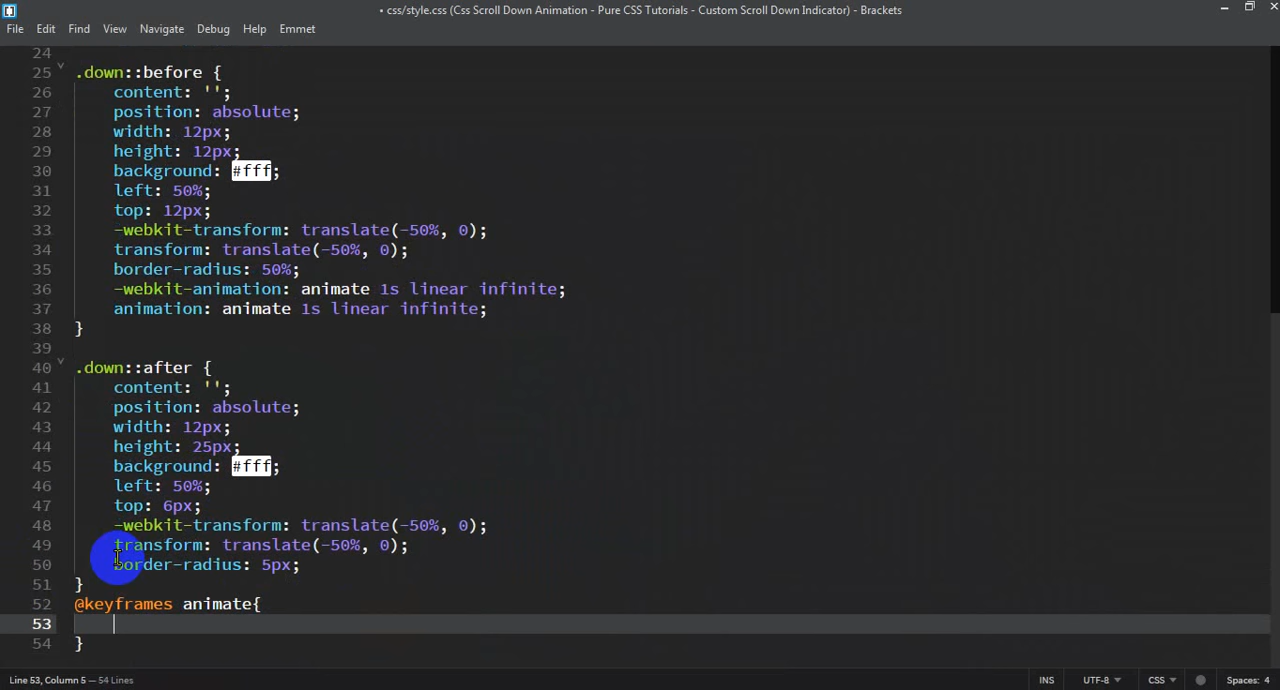 • css/style.css (Css Scroll Down Animation - Pure CSS Tutorials - Custom Scroll Down Indicator) - Brackets
File Edit Find View Navigate Debug Help Emmet
24
25 .down::before {
26 content: '';
27 position: absolute;
28 width: 12px;
29 height: 12px;
30 background: #fff;
31 left: 50%;
32 top: 12px;
33 -webkit-transform: translate(-50%, 0);
34 transform: translate(-50%, 0);
35 border-radius: 50%;
36 -webkit-animation: animate 1s linear infinite;
37 animation: animate 1s linear infinite;
38 }
39
40 .down::after {
41 content: '';
42 position: absolute;
43 width: 12px;
44 height: 25px;
45 background: #fff;
46 left: 50%;
47 top: 6px;
48 -webkit-transform: translate(-50%, 0);
49 transform: translate(-50%, 0);
50 border-radius: 5px;
51 }
52 @keyframes animate{
53
54 }
Line 53, Column 5 — 54 Lines INS UTF-8 CSS Spaces: 4